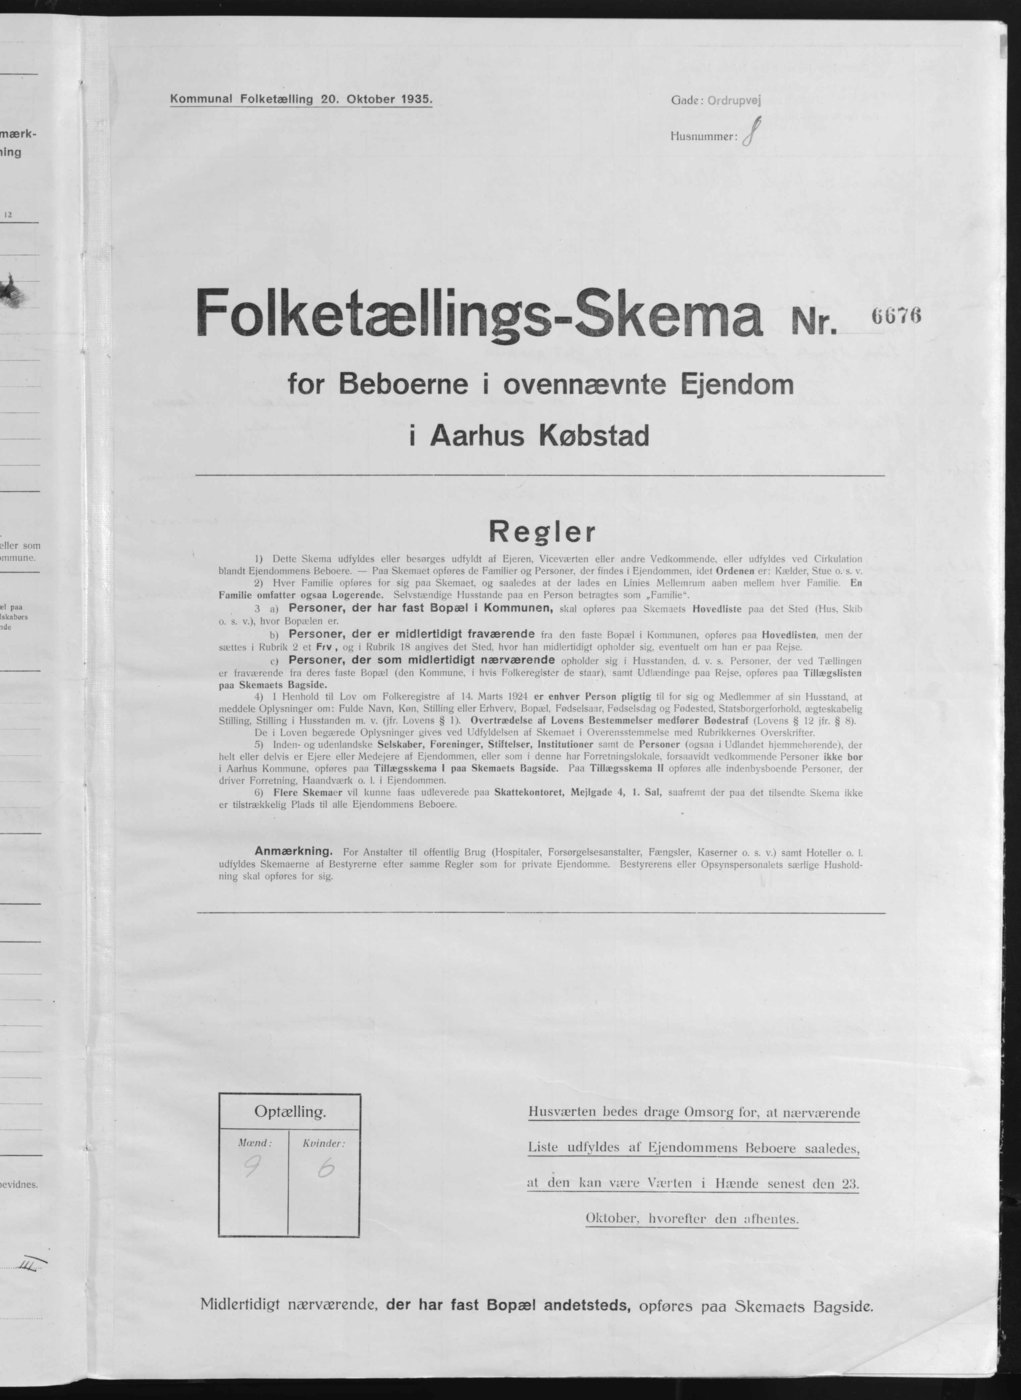 Kommunal Folketælling 20. Oktober 1935.
Gade: Ordrupvej
Husnummer: 8
mærk-
ning
12
eller som
ommune.
el paa
lskabers
nde
evidnes.
III
Folketællings-Skema Nr. 6676
for Beboerne i ovennævnte Ejendom
i Aarhus Købstad
Regler
1) Dette Skema udfyldes eller besørges udfyldt af Ejeren, Viceværten eller andre Vedkommende, eller udfyldes ved Cirkulation
blandt Ejendommens Beboere. — Paa Skemaet opføres de Familier og Personer, der findes i Ejendommen, idet Ordenen er: Kælder, Stue o. s. v.
2) Hver Familie opføres for sig paa Skemaet, og saaledes at der lades en Linies Mellemrum aaben mellem hver Familie. En
Familie omfatter ogsaa Logerende. Selvstændige Husstande paa en Person betragtes som „Familie“.
3 a) Personer, der har fast Bopæl i Kommunen, skal opføres paa Skemaets Hovedliste paa det Sted (Hus, Skib
o. s. v.), hvor Bopælen er.
b) Personer, der er midlertidigt fraværende fra den faste Bopæl i Kommunen, opføres paa Hovedlisten, men der
sættes i Rubrik 2 et Frv, og i Rubrik 18 angives det Sted, hvor han midlertidigt opholder sig, eventuelt om han er paa Rejse.
c) Personer, der som midlertidigt nærværende opholder sig i Husstanden, d. v. s. Personer, der ved Tællingen
er fraværende fra deres faste Bopæl (den Kommune, i hvis Folkeregister de staar), samt Udlændinge paa Rejse, opføres paa Tillægslisten
paa Skemaets Bagside.
4) I Henhold til Lov om Folkeregistre af 14. Marts 1924 er enhver Person pligtig til for sig og Medlemmer af sin Husstand, at
meddele Oplysninger om: Fulde Navn, Køn, Stilling eller Erhverv, Bopæl, Fødselsaar, Fødselsdag og Fødested, Statsborgerforhold, ægteskabelig
Stilling, Stilling i Husstanden m. v. (jfr. Lovens § 1). Overtrædelse af Lovens Bestemmelser medfører Bødestraf (Lovens § 12 jfr. § 8).
De i Loven begærede Oplysninger gives ved Udfyldelsen af Skemaet i Overensstemmelse med Rubrikkernes Overskrifter.
5) Inden- og udenlandske Selskaber, Foreninger, Stiftelser, Institutioner samt de Personer (ogsaa i Udlandet hjemmehørende), der
helt eller delvis er Ejere eller Medejere af Ejendommen, eller som i denne har Forretningslokale, forsaavidt vedkommende Personer ikke bor
i Aarhus Kommune, opføres paa Tillægsskema I paa Skemaets Bagside. Paa Tillægsskema II opføres alle indenbysboende Personer, der
driver Forretning, Haandværk o. l. i Ejendommen.
6) Flere Skemaer vil kunne faas udleverede paa Skattekontoret, Mejlgade 4, 1. Sal, saafremt der paa det tilsendte Skema ikke
er tilstrækkelig Plads til alle Ejendommens Beboere.
Anmærkning. For Anstalter til offentlig Brug (Hospitaler, Forsørgelsesanstalter, Fængsler, Kaserner o. s. v.) samt Hoteller o. l.
udfyldes Skemaerne af Bestyrerne efter samme Regler som for private Ejendomme. Bestyrerens eller Opsynspersonalets særlige Hushold-
ning skal opføres for sig.
Optælling.
Mænd: Kvinder:
9 6
Husværten bedes drage Omsorg for, at nærværende
Liste udfyldes af Ejendommens Beboere saaledes,
at den kan være Værten i Hænde senest den 23.
Oktober, hvorefter den afhentes.
Midlertidigt nærværende, der har fast Bopæl andetsteds, opføres paa Skemaets Bagside.